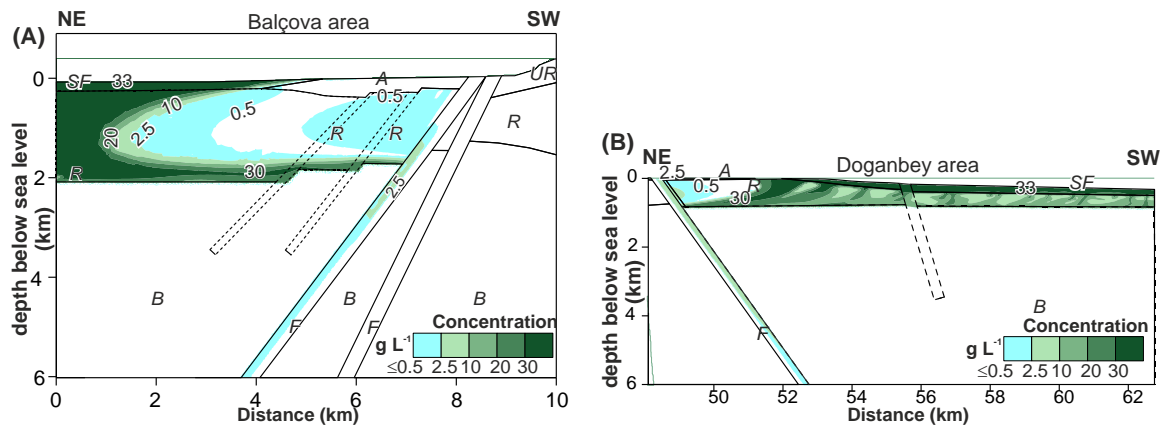 (A)
NE
Balçova area
SW
0
2
4
6
depth below sea level
(km)
SF
33
A
UR
10
0.5
0.5
20
2.5
R
R
R
R
30
2.5
B
B
B
F
F
Concentration
g L⁻¹
≤0.5 2.5 10 20 30
0 2 4 6 8 10
Distance (km)
(B)
NE
Doganbey area
SW
0
2
4
6
depth below sea level
(km)
2.5
A
0.5
R
30
33
SF
B
F
Concentration
g L⁻¹
≤0.5 2.5 10 20 30
50 52 54 56 58 60 62
Distance (km)